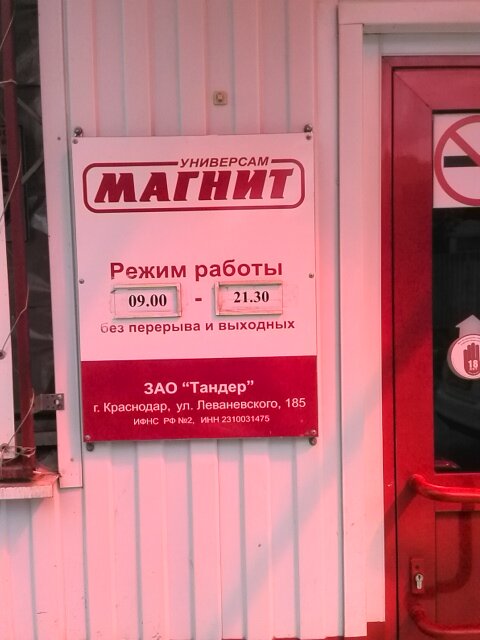 УНИВЕРСАМ
МАГНИТ
Режим работы
09.00 - 21.30
без перерыва и выходных
ЗАО "Тандер"
г. Краснодар, ул. Леваневского, 185
ИФНС РФ №2, ИНН 2310031475
18